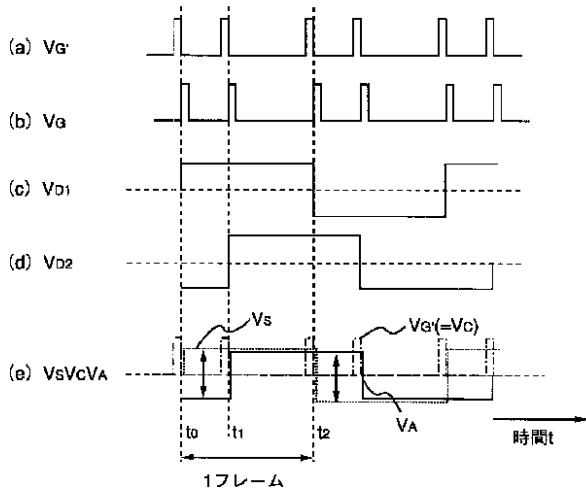 (a) VG'
(b) VG
(c) VD1
(d) VD2
VS
VG'(=VC)
(e) VSVCVA
VA
t0 t1 t2
時間t
1フレーム